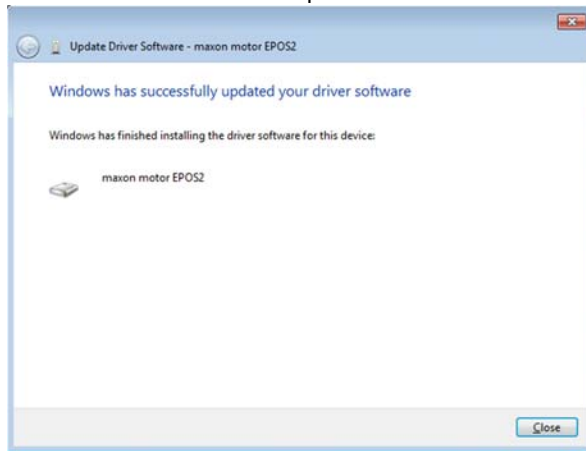 Update Driver Software - maxon motor EPOS2
Windows has successfully updated your driver software
Windows has finished installing the driver software for this device:
maxon motor EPOS2
Close